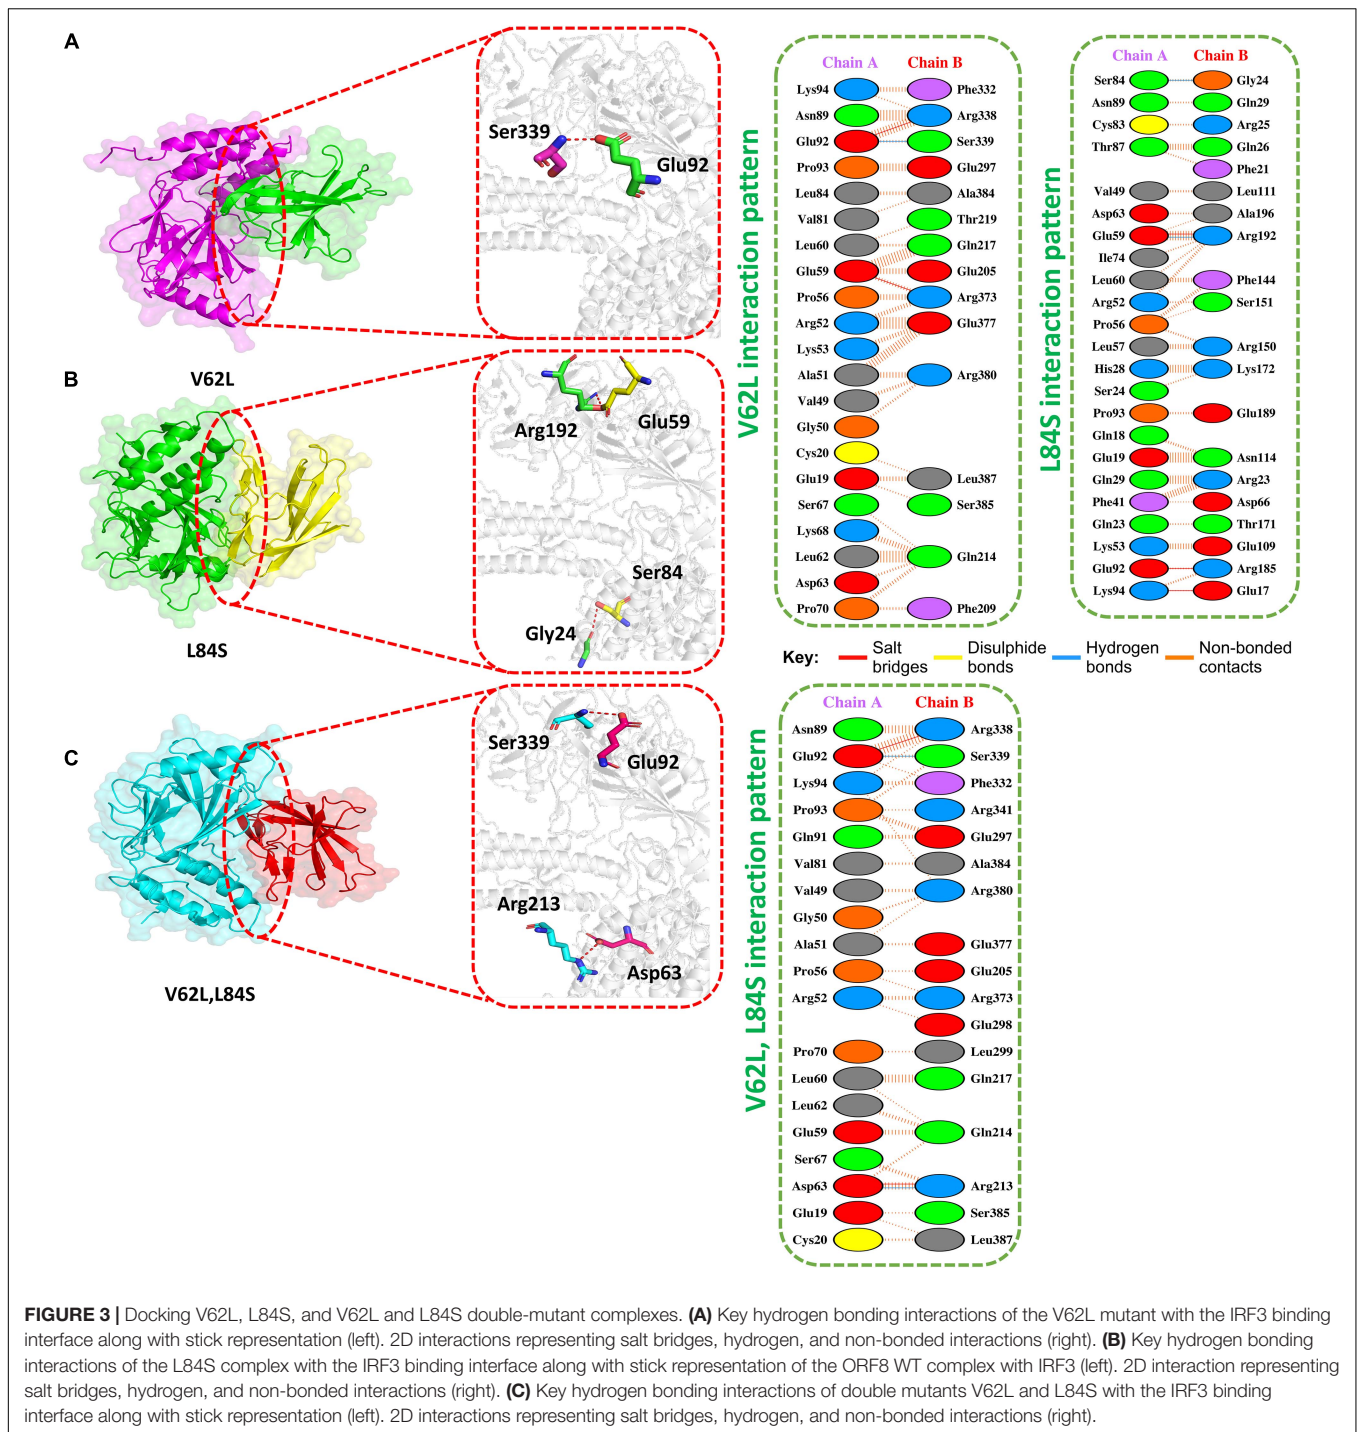 A
Ser339
Glu92
V62L
B
Arg192
Glu59
Ser84
Gly24
L84S
C
Ser339
Glu92
Arg213
Asp63
V62L,L84S
V62L interaction pattern
Chain A Chain B
Lys94 Phe332
Asn89 Arg338
Glu92 Ser339
Pro93 Glu297
Leu84 Ala384
Val81 Thr219
Leu60 Gln217
Glu59 Glu205
Pro56 Arg373
Arg52 Glu377
Lys53
Ala51 Arg380
Val49
Gly50
Cys20
Glu19 Leu387
Ser67 Ser385
Lys68
Leu62 Gln214
Asp63
Pro70 Phe209
L84S interaction pattern
Chain A Chain B
Ser84 Gly24
Asn89 Gln29
Cys83 Arg25
Thr87 Gln26
Phe21
Val49 Leu111
Asp63 Ala196
Glu59 Arg192
Ile74
Leu60 Phe144
Arg52 Ser151
Pro56
Leu57 Arg150
His28 Lys172
Ser24
Pro93 Glu189
Gln18
Glu19 Asn114
Gln29 Arg23
Phe41 Asp66
Gln23 Thr171
Lys53 Glu109
Glu92 Arg185
Lys94 Glu17
Key: Salt bridges Disulphide bonds Hydrogen bonds Non-bonded contacts
V62L, L84S interaction pattern
Chain A Chain B
Asn89 Arg338
Glu92 Ser339
Lys94 Phe332
Pro93 Arg341
Gln91 Glu297
Val81 Ala384
Val49 Arg380
Gly50
Ala51 Glu377
Pro56 Glu205
Arg52 Arg373
Glu298
Pro70 Leu299
Leu60 Gln217
Leu62
Glu59 Gln214
Ser67
Asp63 Arg213
Glu19 Ser385
Cys20 Leu387
FIGURE 3 | Docking V62L, L84S, and V62L and L84S double-mutant complexes. (A) Key hydrogen bonding interactions of the V62L mutant with the IRF3 binding
interface along with stick representation (left). 2D interactions representing salt bridges, hydrogen, and non-bonded interactions (right). (B) Key hydrogen bonding
interactions of the L84S complex with the IRF3 binding interface along with stick representation of the ORF8 WT complex with IRF3 (left). 2D interaction representing
salt bridges, hydrogen, and non-bonded interactions (right). (C) Key hydrogen bonding interactions of double mutants V62L and L84S with the IRF3 binding
interface along with stick representation (left). 2D interactions representing salt bridges, hydrogen, and non-bonded interactions (right).